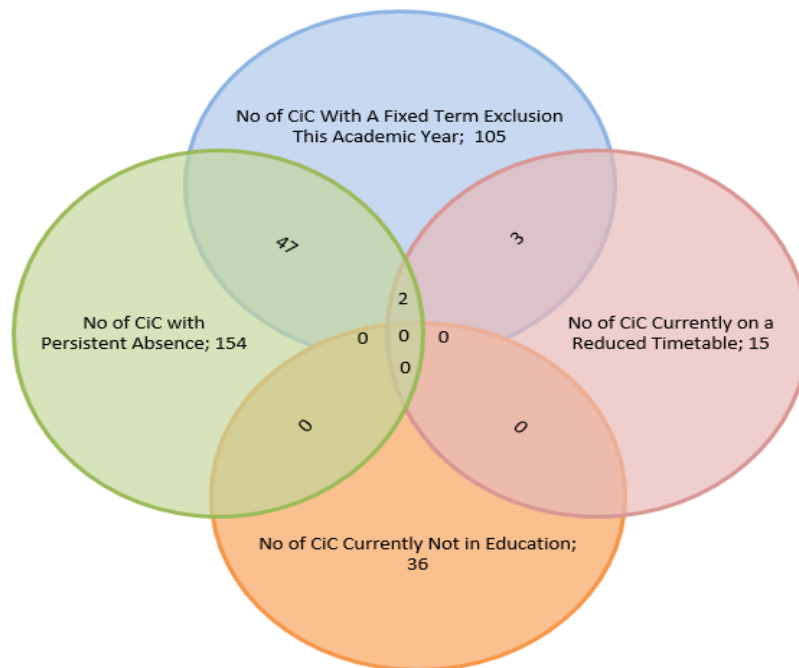 No of CiC With A Fixed Term Exclusion
This Academic Year;  105
47
3
2
No of CiC with
Persistent Absence; 154
0
0
0
No of CiC Currently on a
Reduced Timetable; 15
0
0
0
No of CiC Currently Not in Education;
36